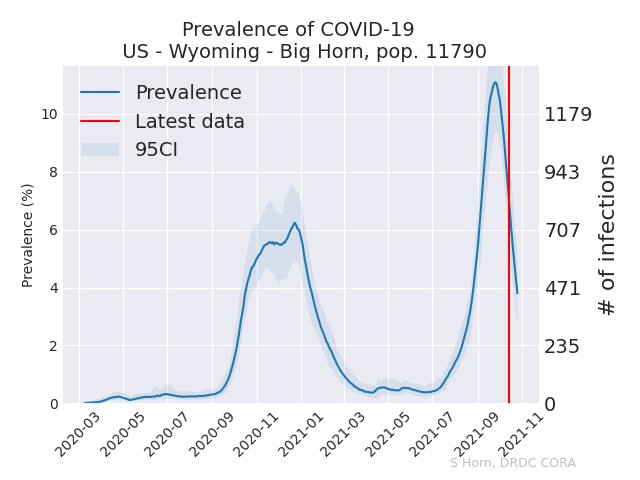 Prevalence of COVID-19
US - Wyoming - Big Horn, pop. 11790
Prevalence
Latest data
95CI
Prevalence (%)
10
8
6
4
2
0
1179
943
707
471
235
0
# of infections
2020-03
2020-05
2020-07
2020-09
2020-11
2021-01
2021-03
2021-05
2021-07
2021-09
2021-11
S Horn, DRDC CORA